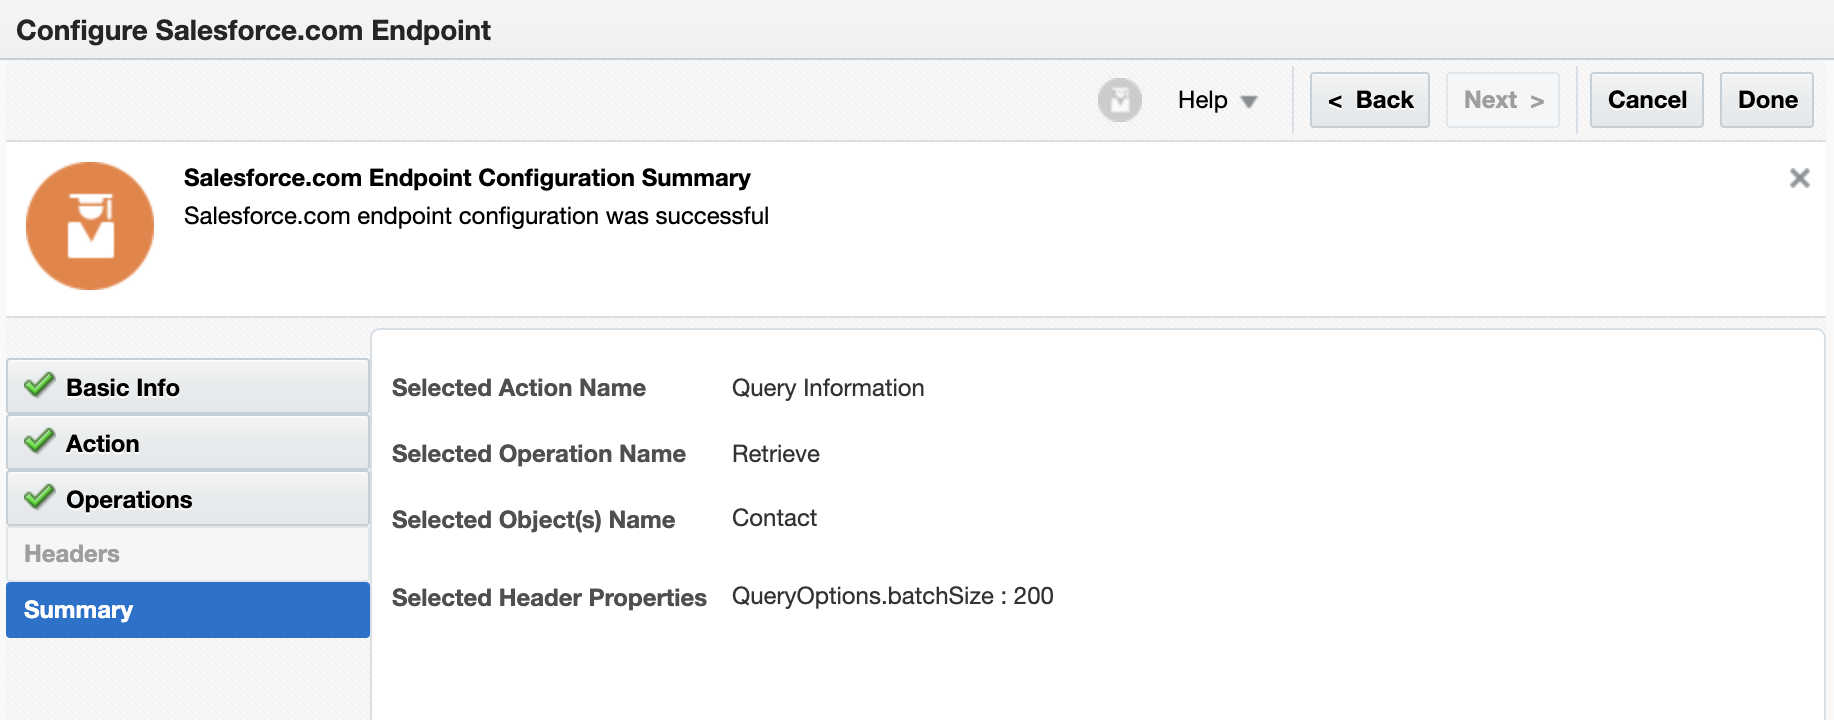 Configure Salesforce.com Endpoint
Help
< Back
Next >
Cancel
Done
Salesforce.com Endpoint Configuration Summary
Salesforce.com endpoint configuration was successful
Basic Info
Action
Operations
Headers
Summary
Selected Action Name Query Information
Selected Operation Name Retrieve
Selected Object(s) Name Contact
Selected Header Properties QueryOptions.batchSize : 200